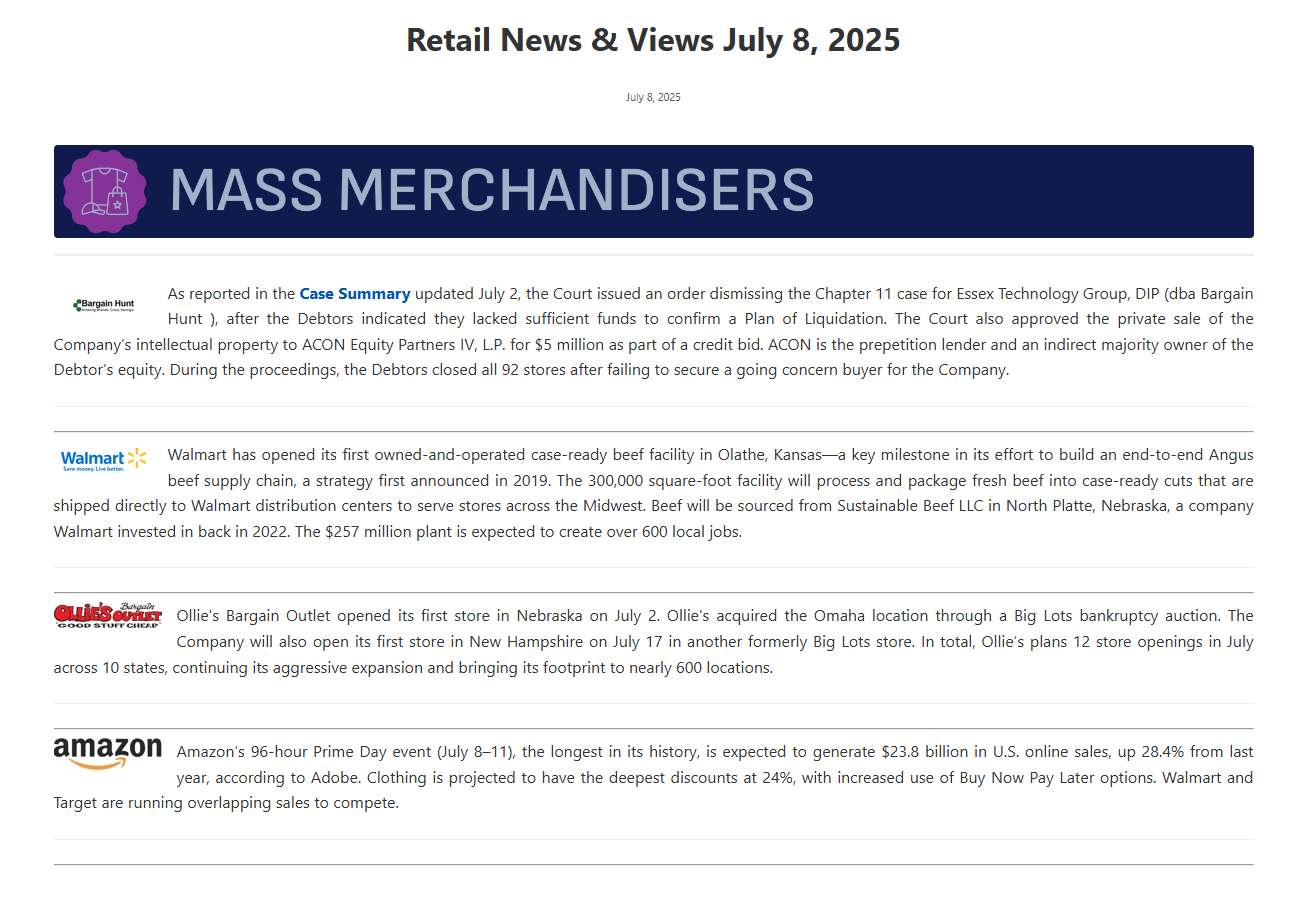 Retail News & Views July 8, 2025
July 8, 2025
MASS MERCHANDISERS
Bargain Hunt
Amazing Brands, Crazy Savings.
As reported in the Case Summary updated July 2, the Court issued an order dismissing the Chapter 11 case for Essex Technology Group, DIP (dba Bargain
Hunt ), after the Debtors indicated they lacked sufficient funds to confirm a Plan of Liquidation. The Court also approved the private sale of the
Company's intellectual property to ACON Equity Partners IV, L.P. for $5 million as part of a credit bid. ACON is the prepetition lender and an indirect majority owner of the
Debtor's equity. During the proceedings, the Debtors closed all 92 stores after failing to secure a going concern buyer for the Company.
Walmart
Save money. Live better.
Walmart has opened its first owned-and-operated case-ready beef facility in Olathe, Kansas—a key milestone in its effort to build an end-to-end Angus
beef supply chain, a strategy first announced in 2019. The 300,000 square-foot facility will process and package fresh beef into case-ready cuts that are
shipped directly to Walmart distribution centers to serve stores across the Midwest. Beef will be sourced from Sustainable Beef LLC in North Platte, Nebraska, a company
Walmart invested in back in 2022. The $257 million plant is expected to create over 600 local jobs.
OLLIE'S Bargain OUTLET
GOOD STUFF CHEAP
Ollie's Bargain Outlet opened its first store in Nebraska on July 2. Ollie's acquired the Omaha location through a Big Lots bankruptcy auction. The
Company will also open its first store in New Hampshire on July 17 in another formerly Big Lots store. In total, Ollie's plans 12 store openings in July
across 10 states, continuing its aggressive expansion and bringing its footprint to nearly 600 locations.
amazon
Amazon's 96-hour Prime Day event (July 8–11), the longest in its history, is expected to generate $23.8 billion in U.S. online sales, up 28.4% from last
year, according to Adobe. Clothing is projected to have the deepest discounts at 24%, with increased use of Buy Now Pay Later options. Walmart and
Target are running overlapping sales to compete.